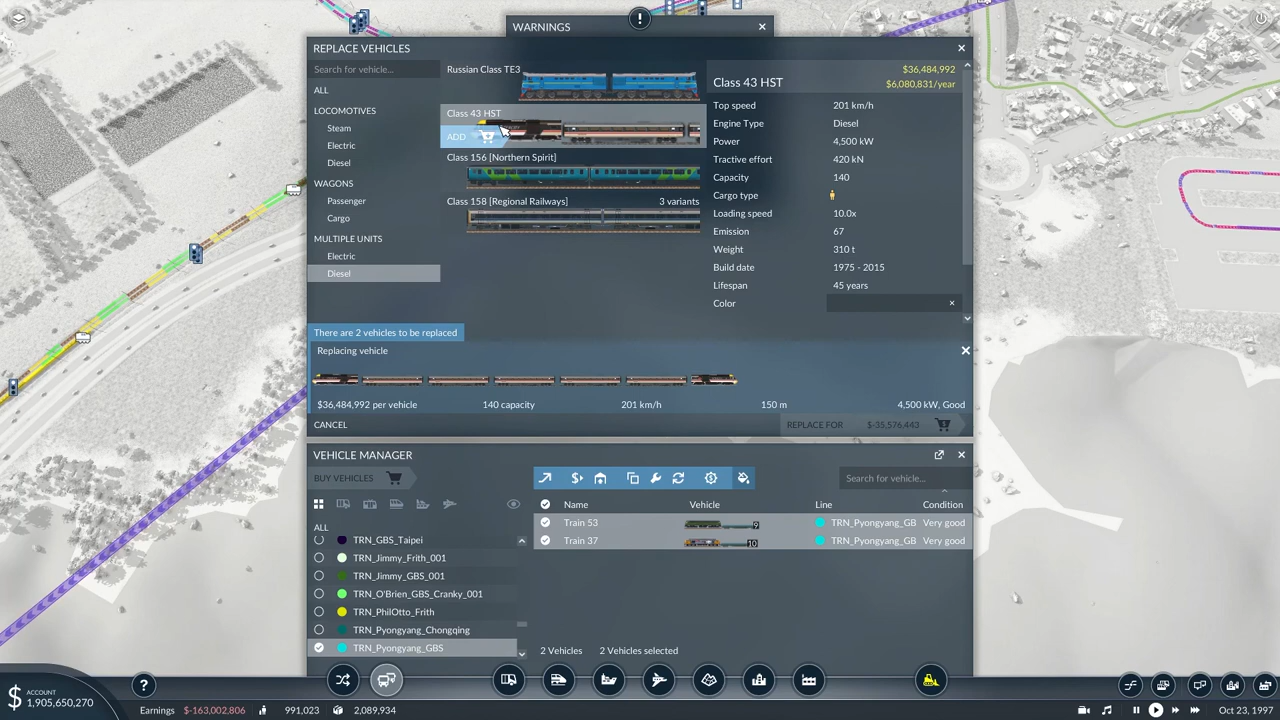 WARNINGS
REPLACE VEHICLES
Search for vehicle...
ALL
LOCOMOTIVES
Steam
Electric
Diesel
WAGONS
Passenger
Cargo
MULTIPLE UNITS
Electric
Diesel
Russian Class TE3
Class 43 HST
ADD
Class 156 [Northern Spirit]
Class 158 [Regional Railways] 3 variants
$36,484,992
Class 43 HST
$6,080,831/year
Top speed 201 km/h
Engine Type Diesel
Power 4,500 kW
Tractive effort 420 kN
Capacity 140
Cargo type
Loading speed 10.0x
Emission 67
Weight 310 t
Build date 1975 - 2015
Lifespan 45 years
Color
There are 2 vehicles to be replaced
Replacing vehicle
$36,484,992 per vehicle 140 capacity 201 km/h 150 m 4,500 kW, Good
CANCEL REPLACE FOR $-35,576,443
VEHICLE MANAGER
BUY VEHICLES Search for vehicle...
ALL
TRN_GBS_Taipei
TRN_Jimmy_Frith_001
TRN_Jimmy_GBS_001
TRN_O'Brien_GBS_Cranky_001
TRN_PhilOtto_Frith
TRN_Pyongyang_Chongqing
TRN_Pyongyang_GBS
Name Vehicle Line Condition
Train 53 9 TRN_Pyongyang_GB Very good
Train 37 10 TRN_Pyongyang_GB Very good
2 Vehicles 2 Vehicles selected
$ ACCOUNT
1,905,650,270
?
Earnings $-163,002,806 991,023 2,089,934 Oct 23, 1997